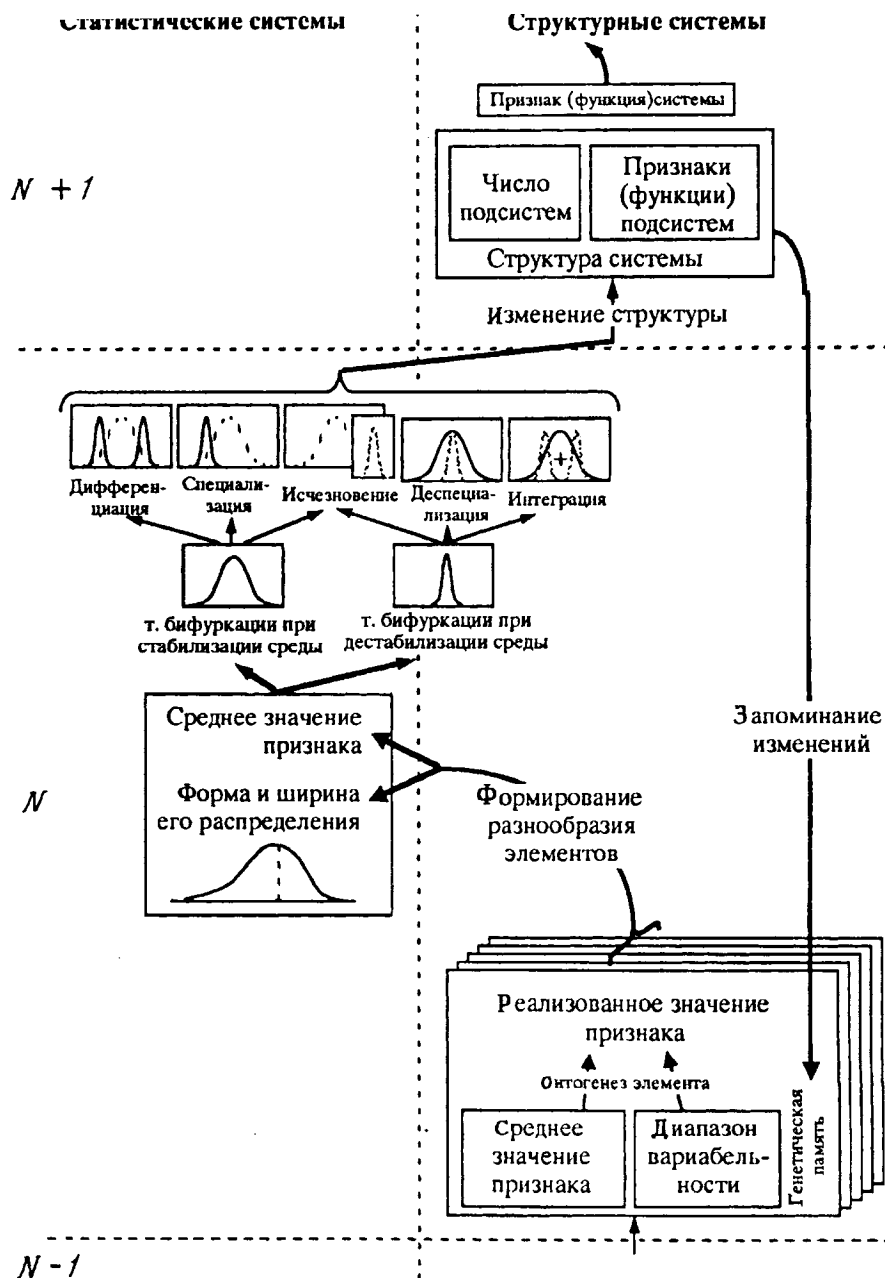 Статистические системы
Структурные системы
Признак (функция)системы
N + 1
Число
подсистем
Признаки
(функции)
подсистем
Структура системы
Изменение структуры
Дифферен-
циация
Специали-
зация
Исчезновение
Деспециа-
лизация
Интеграция
+
т. бифуркации при
стабилизации среды
т. бифуркации при
дестабилизации среды
Среднее значение
признака
Форма и ширина
его распределения
N
Формирование
разнообразия
элементов
Запоминание
изменений
Реализованное значение
признака
Онтогенез элемента
Среднее
значение
признака
Диапазон
вариабель-
ности
Генетическая
память
N - 1